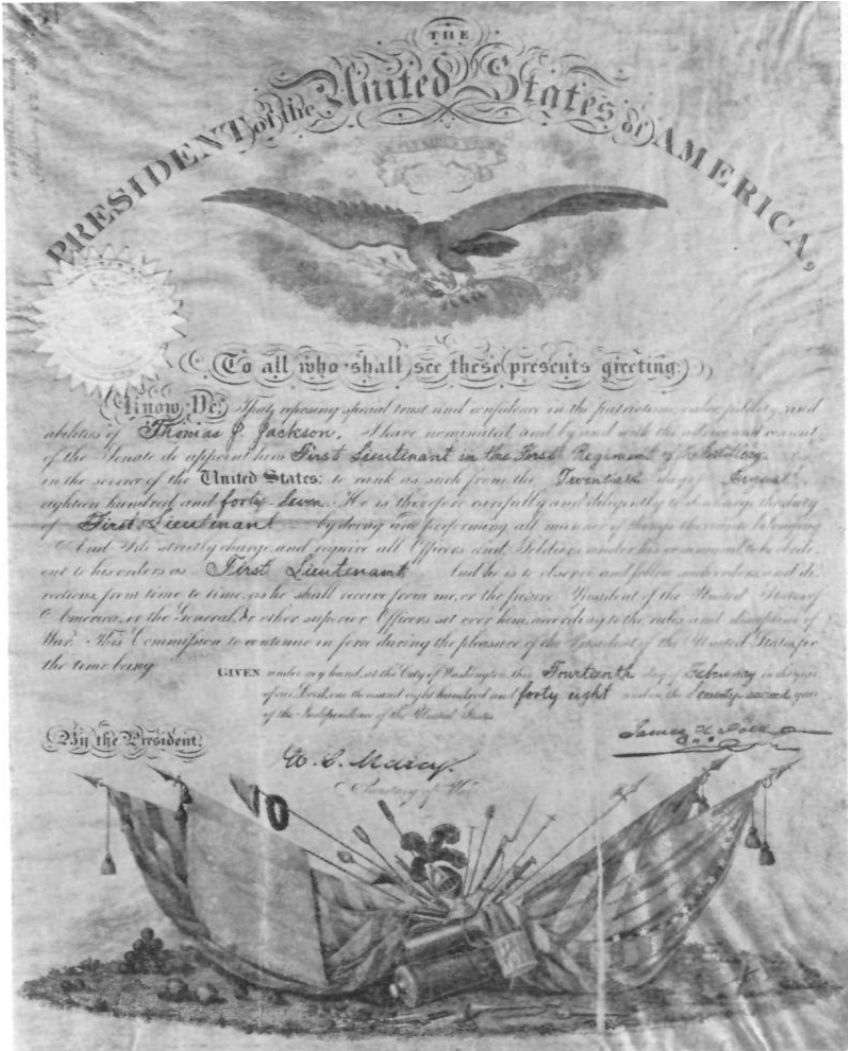 THE
PRESIDENT of the United States of AMERICA,
To all who shall see these presents greeting:
Know Ye, That reposing special trust and confidence in the patriotism, valor, fidelity, and
abilities of Thomas J. Jackson, I have nominated, and by and with the advice and consent
of the Senate do appoint him First Lieutenant in the First Regiment of Artillery
in the service of the United States: to rank as such from the Twentieth day of August
eighteen hundred and forty seven. He is therefore carefully and diligently to discharge the duty
of First Lieutenant by doing and performing all manner of things thereunto belonging
And I do strictly charge, and require all Officers and Soldiers under his command to be obedi-
ent to his orders as First Lieutenant And he is to observe and follow such orders, and di-
rections, from time to time, as he shall receive from me, or the future President of the United States of
America, or the General, or other superior Officers set over him, according to the rules and discipline of
War. This Commission to continue in force during the pleasure of the President of the United States, for
the time being
GIVEN under my hand, at the City of Washington this Fourteenth day of February in the year
of our Lord, one thousand eight hundred and forty eight and in the Seventy second year
of the Independence of the United States
By the President.
James K. Polk
W. L. Marcy.
Secretary of War